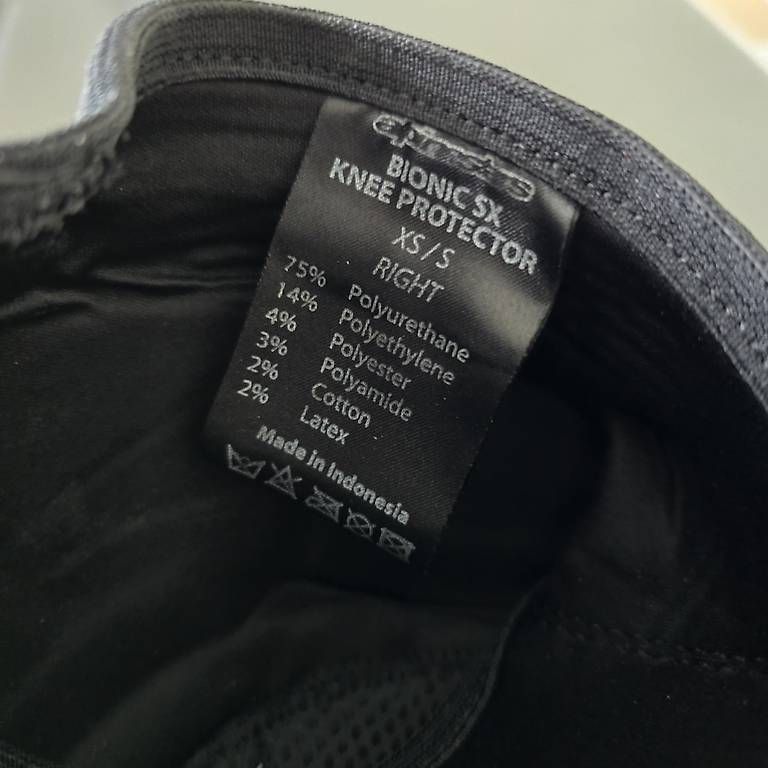 BIONIC SX
KNEE PROTECTOR
XS/S
RIGHT
75% Polyurethane
14% Polyethylene
4% Polyester
3% Polyamide
2% Cotton
2% Latex
Made in Indonesia